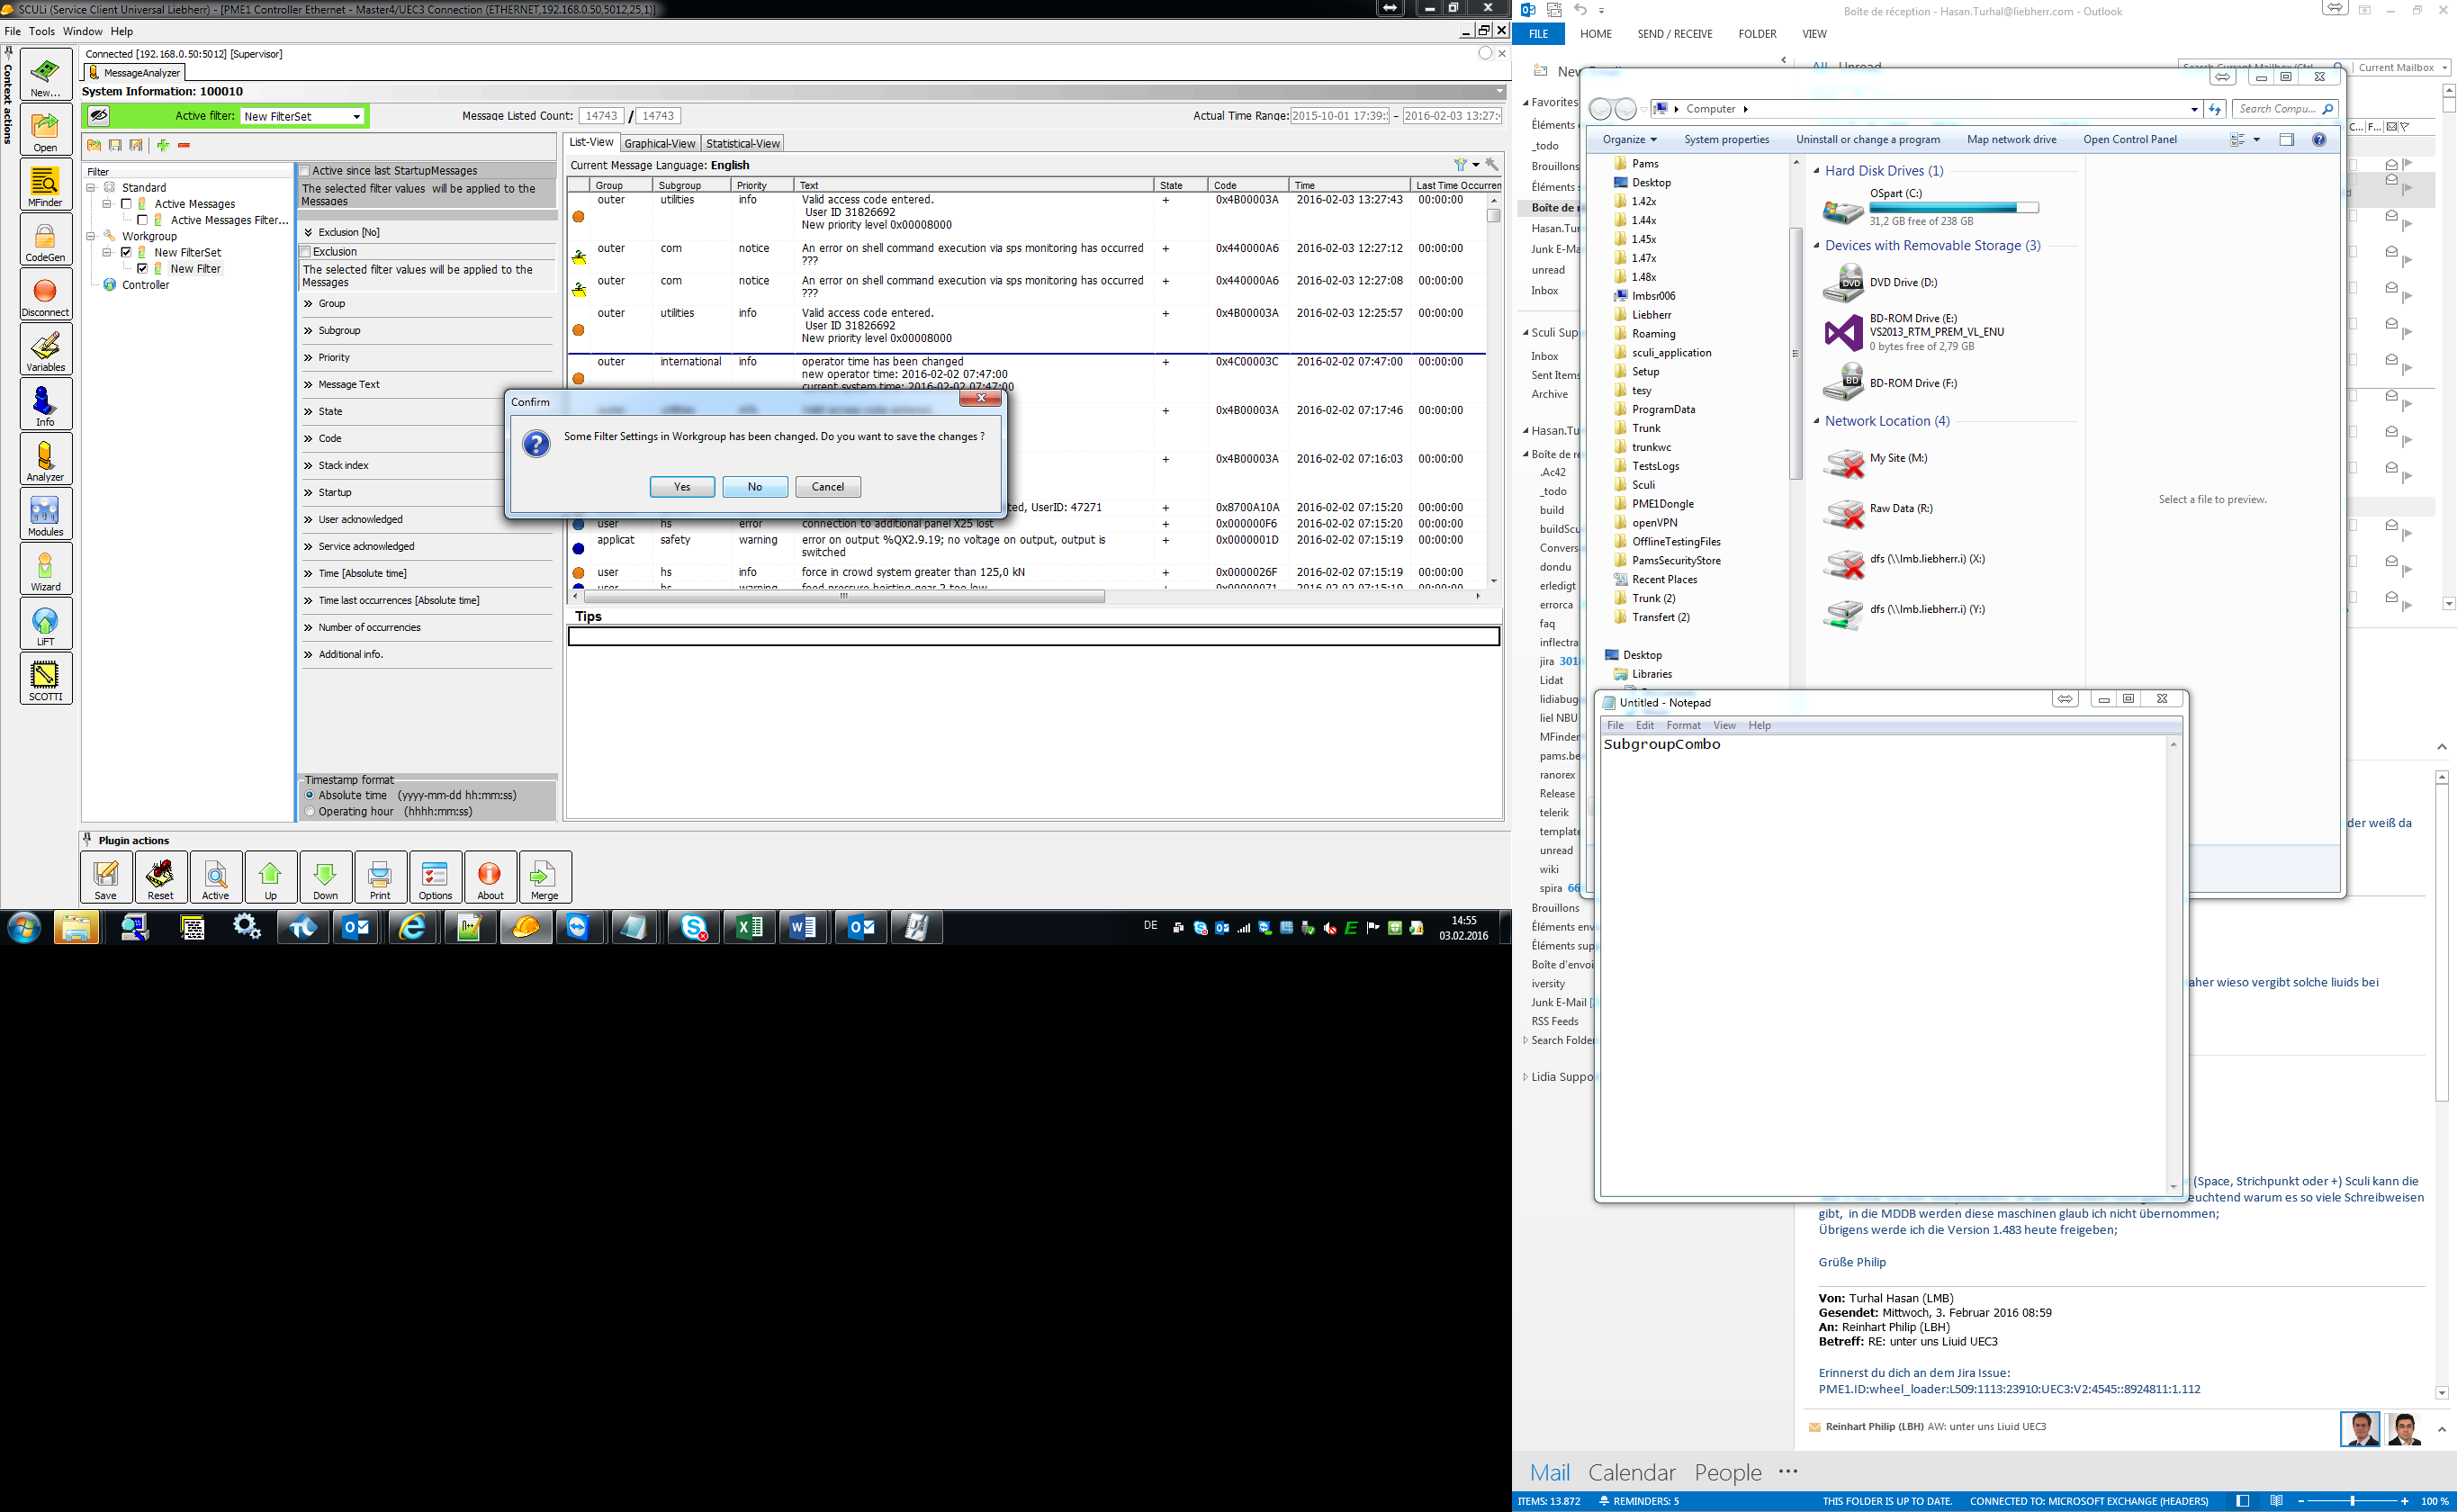 SCULi (Service Client Universal Liebherr) - [PME1 Controller Ethernet - Master4/UEC3 Connection (ETHERNET,192.168.0.50,5012,25,1)]
File Tools Window Help
Context actions
Connected [192.168.0.50:5012] [Supervisor]
MessageAnalyzer
System Information: 100010
Active filter: New FilterSet
Message Listed Count: 14743 / 14743
Actual Time Range: 2015-10-01 17:39: - 2016-02-03 13:27:
New...
Open
MFinder
CodeGen
Disconnect
Variables
Info
Analyzer
Modules
Wizard
LiFT
SCOTTI
Filter
Standard
Active Messages
Active Messages Filter...
Workgroup
New FilterSet
New Filter
Controller
Active since last StartupMessages
The selected filter values will be applied to the
Messages
Exclusion [No]
Exclusion
The selected filter values will be applied to the
Messages
Group
Subgroup
Priority
Message Text
State
Code
Stack index
Startup
User acknowledged
Service acknowledged
Time [Absolute time]
Time last occurrences [Absolute time]
Number of occurrencies
Additional info.
Timestamp format
Absolute time (yyyy-mm-dd hh:mm:ss)
Operating hour (hhhh:mm:ss)
List-View Graphical-View Statistical-View
Current Message Language: English
Group Subgroup Priority Text State Code Time Last Time Occurren
outer utilities info Valid access code entered. + 0x4B00003A 2016-02-03 13:27:43 00:00:00
User ID 31826692
New priority level 0x00008000
outer com notice An error on shell command execution via sps monitoring has occurred + 0x440000A6 2016-02-03 12:27:12 00:00:00
???
outer com notice An error on shell command execution via sps monitoring has occurred + 0x440000A6 2016-02-03 12:27:08 00:00:00
???
outer utilities info Valid access code entered. + 0x4B00003A 2016-02-03 12:25:57 00:00:00
User ID 31826692
New priority level 0x00008000
outer international info operator time has been changed + 0x4C00003C 2016-02-02 07:47:00 00:00:00
new operator time: 2016-02-02 07:47:00
current system time: 2016-02-02 07:47:00
+ 0x4B00003A 2016-02-02 07:17:46 00:00:00
+ 0x4B00003A 2016-02-02 07:16:03 00:00:00
ted, UserID: 47271 + 0x8700A10A 2016-02-02 07:15:20 00:00:00
user hs error connection to additional panel X25 lost + 0x000000F6 2016-02-02 07:15:20 00:00:00
applicat safety warning error on output %QX2.9.19; no voltage on output, output is + 0x0000001D 2016-02-02 07:15:19 00:00:00
switched
user hs info force in crowd system greater than 125,0 kN + 0x0000026F 2016-02-02 07:15:19 00:00:00
user hs warning feed pressure hoisting gear 2 too low + 0x00000071 2016-02-02 07:15:19 00:00:00
Confirm
Some Filter Settings in Workgroup has been changed. Do you want to save the changes ?
Yes No Cancel
Tips
Plugin actions
Save Reset Active Up Down Print Options About Merge
DE
14:55
03.02.2016
Boîte de réception - Hasan.Turhal@liebherr.com - Outlook
FILE HOME SEND / RECEIVE FOLDER VIEW
All Unread
Current Mailbox
Favorites
Éléments
_todo
Brouillons
Éléments s
Boîte de r
Hasan.Tur
Junk E-M
unread
Inbox
Sculi Sup
Inbox
Sent Items
Archive
Hasan.Tu
Boîte de r
.Ac42
_todo
build
buildScu
Convers
dondu
erledigt
errorca
faq
inflectra
jira 301
Lidat
lidiabug
liel NBU
MFinder
pams.be
ranorex
Release
telerik
template
unread
wiki
spira 66
Brouillons
Éléments env
Éléments sup
Boîte d'envoi
iversity
Junk E-Mail
RSS Feeds
Search Folder
Lidia Suppo
Computer
Search Compu...
Organize System properties Uninstall or change a program Map network drive Open Control Panel
Pams
Desktop
1.42x
1.44x
1.45x
1.47x
1.48x
lmbsr006
Liebherr
Roaming
sculi_application
Setup
tesy
ProgramData
Trunk
trunkwc
TestsLogs
Sculi
PME1Dongle
openVPN
OfflineTestingFiles
PamsSecurityStore
Recent Places
Trunk (2)
Transfert (2)
Desktop
Libraries
Hard Disk Drives (1)
OSpart (C:)
31,2 GB free of 238 GB
Devices with Removable Storage (3)
DVD Drive (D:)
BD-ROM Drive (E:)
VS2013_RTM_PREM_VL_ENU
0 bytes free of 2,79 GB
BD-ROM Drive (F:)
Network Location (4)
My Site (M:)
Raw Data (R:)
dfs (\\lmb.liebherr.i) (X:)
dfs (\\lmb.liebherr.i) (Y:)
Select a file to preview.
Untitled - Notepad
File Edit Format View Help
SubgroupCombo
der weiß da
aher wieso vergibt solche liuids bei
(Space, Strichpunkt oder +) Sculi kann die
euchtend warum es so viele Schreibweisen
gibt, in die MDDB werden diese maschinen glaub ich nicht übernommen;
Übrigens werde ich die Version 1.483 heute freigeben;
Grüße Philip
Von: Turhal Hasan (LMB)
Gesendet: Mittwoch, 3. Februar 2016 08:59
An: Reinhart Philip (LBH)
Betreff: RE: unter uns Liuid UEC3
Erinnerst du dich an dem Jira Issue:
PME1.ID:wheel_loader:L509:1113:23910:UEC3:V2:4545::8924811:1.112
Reinhart Philip (LBH) AW: unter uns Liuid UEC3
Mail Calendar People ···
ITEMS: 13.872 REMINDERS: 5 THIS FOLDER IS UP TO DATE. CONNECTED TO: MICROSOFT EXCHANGE (HEADERS) 100 %